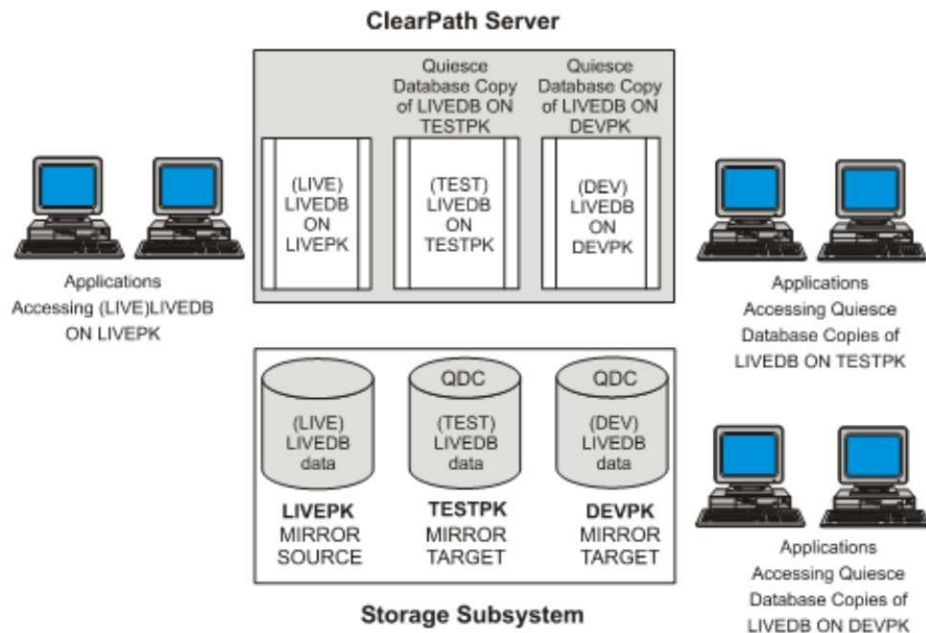 ClearPath Server
Quiesce
Database Copy
of LIVEDB ON
TESTPK
Quiesce
Database Copy
of LIVEDB ON
DEVPK
(LIVE)
LIVEDB
ON
LIVEPK
(TEST)
LIVEDB
ON
TESTPK
(DEV)
LIVEDB
ON
DEVPK
Applications
Accessing (LIVE)LIVEDB
ON LIVEPK
Applications
Accessing Quiesce
Database Copies of
LIVEDB ON TESTPK
(LIVE)
LIVEDB
data
QDC
(TEST)
LIVEDB
data
QDC
(DEV)
LIVEDB
data
LIVEPK
MIRROR
SOURCE
TESTPK
MIRROR
TARGET
DEVPK
MIRROR
TARGET
Applications
Accessing Quiesce
Database Copies of
LIVEDB ON DEVPK
Storage Subsystem